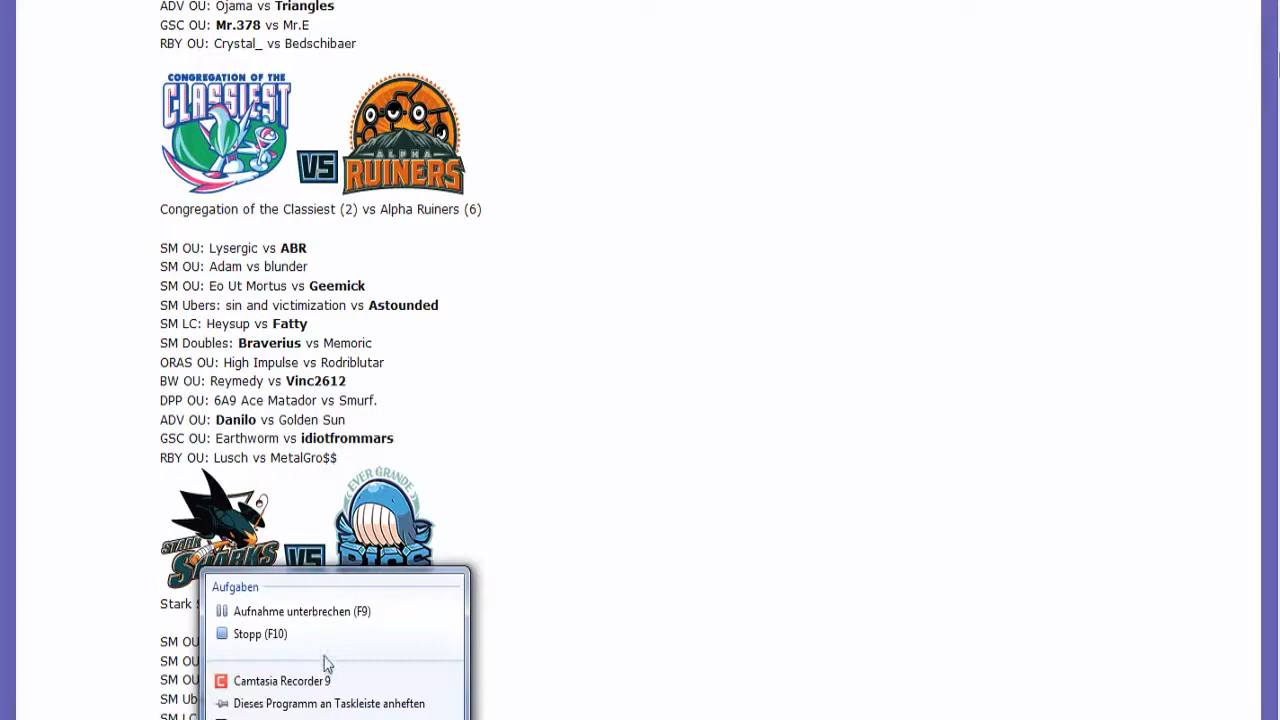 ADV OU: Ojama vs Triangles
GSC OU: Mr.378 vs Mr.E
RBY OU: Crystal_ vs Bedschibaer
CONGREGATION OF THE
CLASSIEST
VS
ALPHA
RUINERS
Congregation of the Classiest (2) vs Alpha Ruiners (6)
SM OU: Lysergic vs ABR
SM OU: Adam vs blunder
SM OU: Eo Ut Mortus vs Geemick
SM Ubers: sin and victimization vs Astounded
SM LC: Heysup vs Fatty
SM Doubles: Braverius vs Memoric
ORAS OU: High Impulse vs Rodriblutar
BW OU: Reymedy vs Vinc2612
DPP OU: 6A9 Ace Matador vs Smurf.
ADV OU: Danilo vs Golden Sun
GSC OU: Earthworm vs idiotfrommars
RBY OU: Lusch vs MetalGro$$
STARK
SHARKS
VS
EVER GRANDE
BIGS
Stark
SM OU
SM OU
SM OU
SM Ub
SM LC
Aufgaben
Aufnahme unterbrechen (F9)
Stopp (F10)
Camtasia Recorder 9
Dieses Programm an Taskleiste anheften